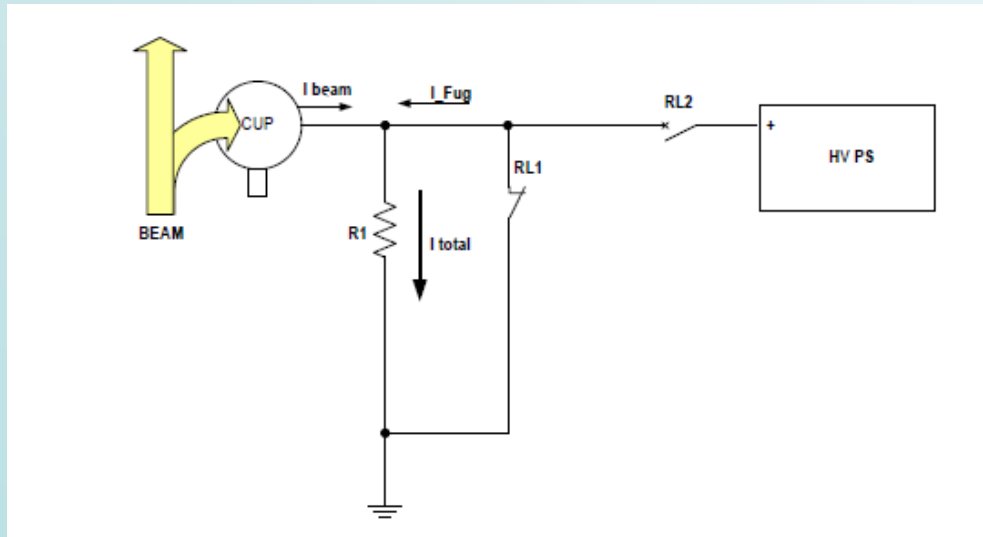 I beam
I_Fug
RL2
CUP
+
HV PS
RL1
BEAM
R1
I total